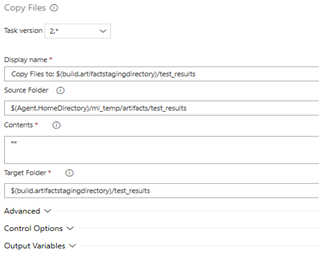 Copy Files
Task version 2.*
Display name *
Copy Files to: $(build.artifactstagingdirectory)/test_results
Source Folder
$(Agent.HomeDirectory)/ml_temp/artifacts/test_results
Contents *
**
Target Folder *
$(build.artifactstagingdirectory)/test_results
Advanced
Control Options
Output Variables